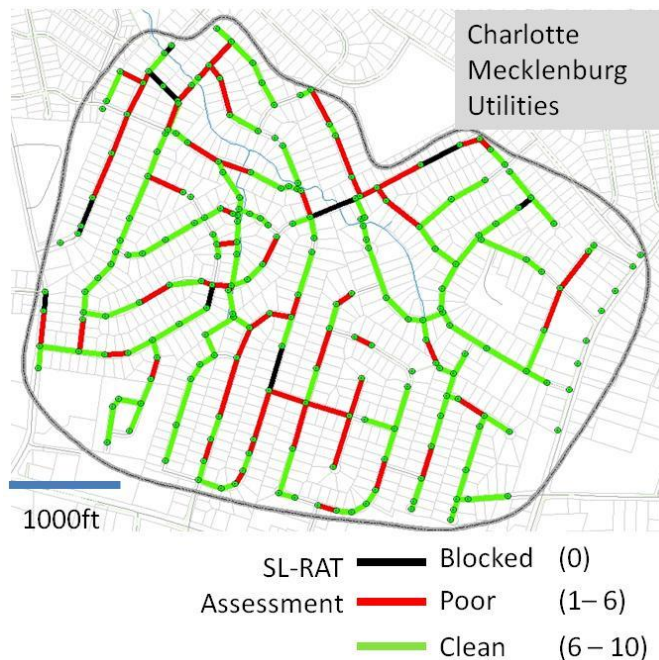 Charlotte
Mecklenburg
Utilities
1000ft
SL-RAT
Assessment
Blocked (0)
Poor (1– 6)
Clean (6 – 10)